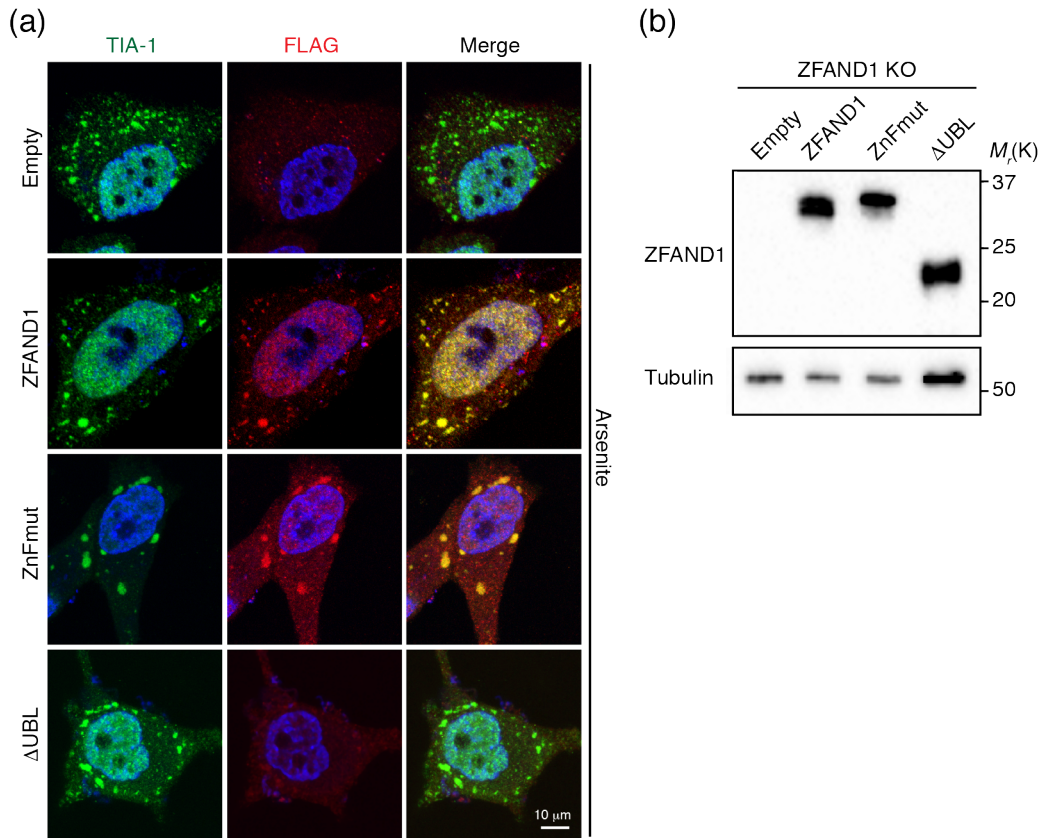 (a)
TIA-1 FLAG Merge
Empty
ZFAND1
ZnFmut
ΔUBL
Arsenite
10 μm
(b)
ZFAND1 KO
Empty ZFAND1 ZnFmut ΔUBL Mr(K)
ZFAND1
37
25
20
Tubulin
50